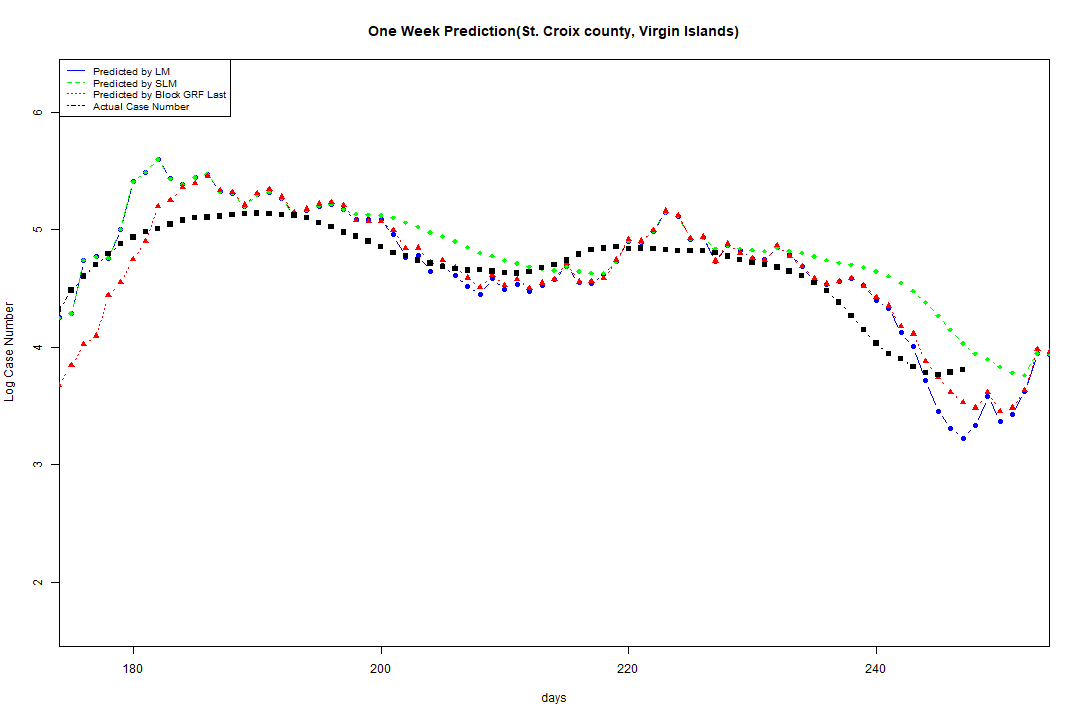 One Week Prediction(St. Croix county, Virgin Islands)
Predicted by LM
Predicted by SLM
Predicted by Block GRF Last
Actual Case Number
6
5
4
3
2
Log Case Number
180 200 220 240
days